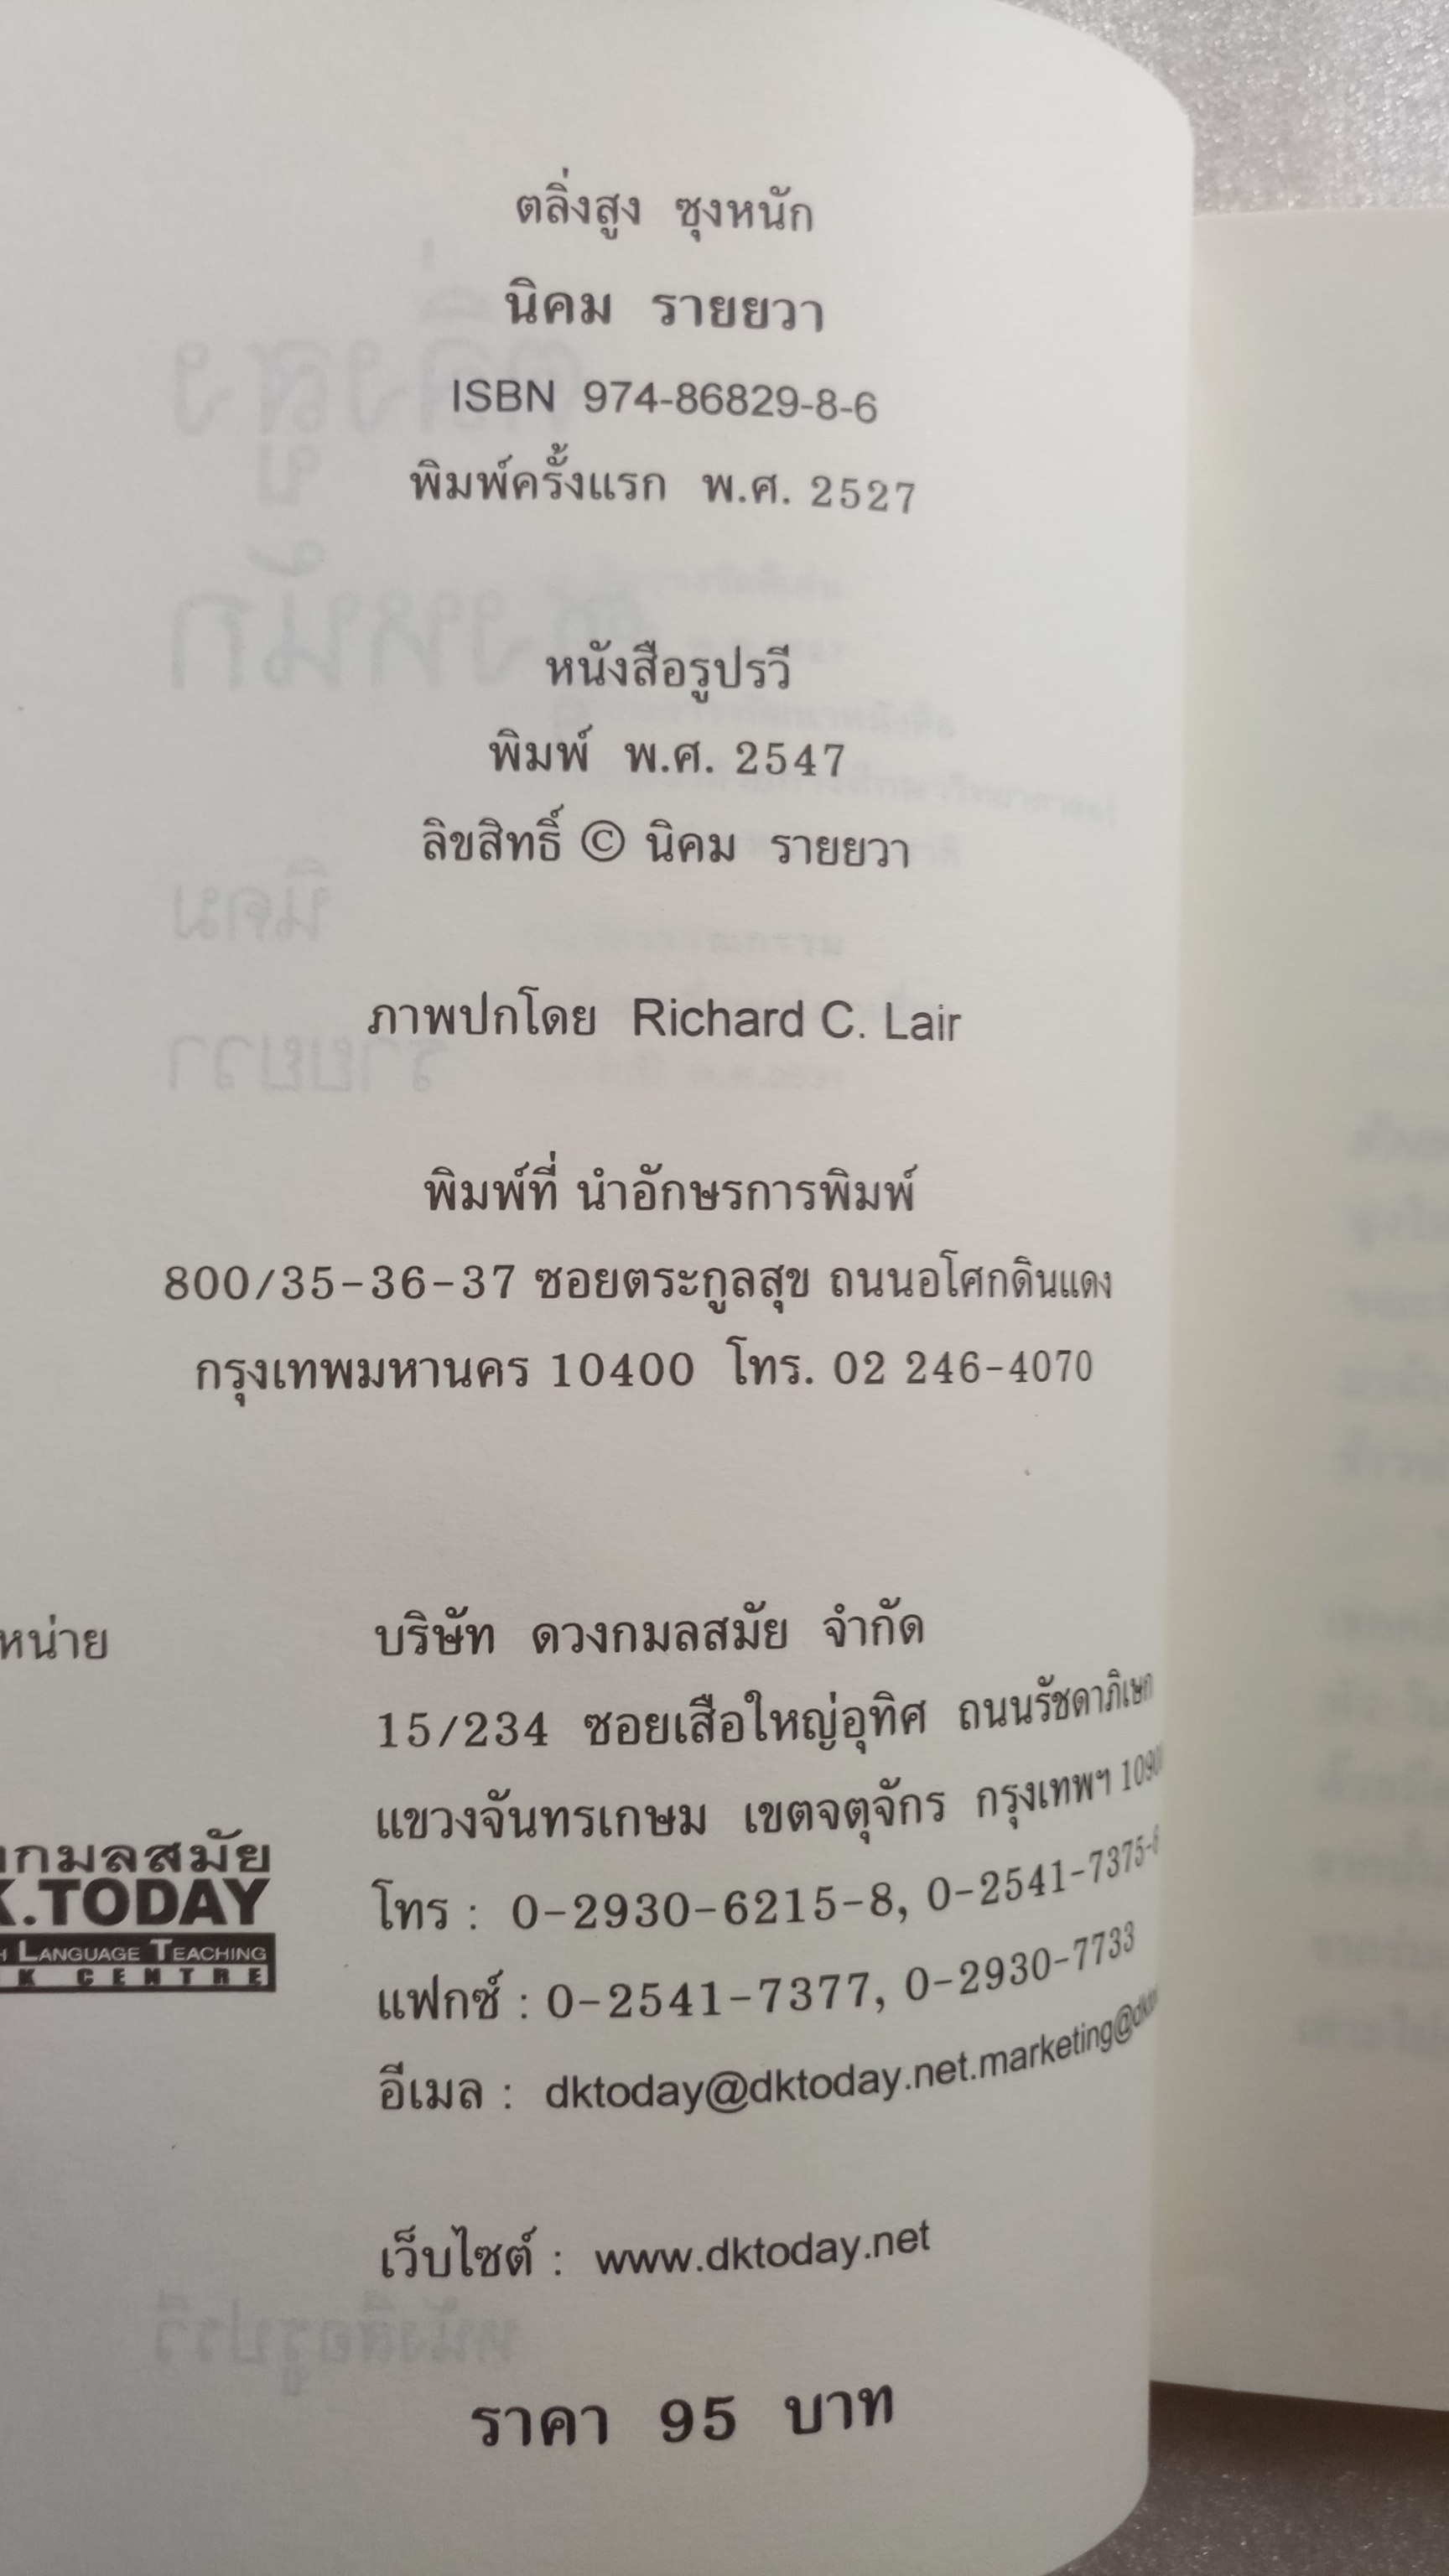 ตลิ่งสูง ซุงหนัก
นิคม รายยวา
ISBN 974-86829-8-6
พิมพ์ครั้งแรก พ.ศ. 2527
หนังสือรูปรวี
พิมพ์ พ.ศ. 2547
ลิขสิทธิ์ © นิคม รายยวา
ภาพปกโดย Richard C. Lair
พิมพ์ที่ นำอักษรการพิมพ์
800/35-36-37 ซอยตระกูลสุข ถนนอโศกดินแดง
กรุงเทพมหานคร 10400 โทร. 02 246-4070
หน่าย บริษัท ดวงกมลสมัย จำกัด
15/234 ซอยเสือใหญ่อุทิศ ถนนรัชดาภิเษก
แขวงจันทรเกษม เขตจตุจักร กรุงเทพฯ
กมลสมัย
K.TODAY
LANGUAGE TEACHING
K CENTRE
โทร : 0-2930-6215-8, 0-2541-7375-
แฟกซ์ : 0-2541-7377, 0-2930-7733
อีเมล : dktoday@dktoday.net.marketing@
เว็บไซต์ : www.dktoday.net
ราคา 95 บาท